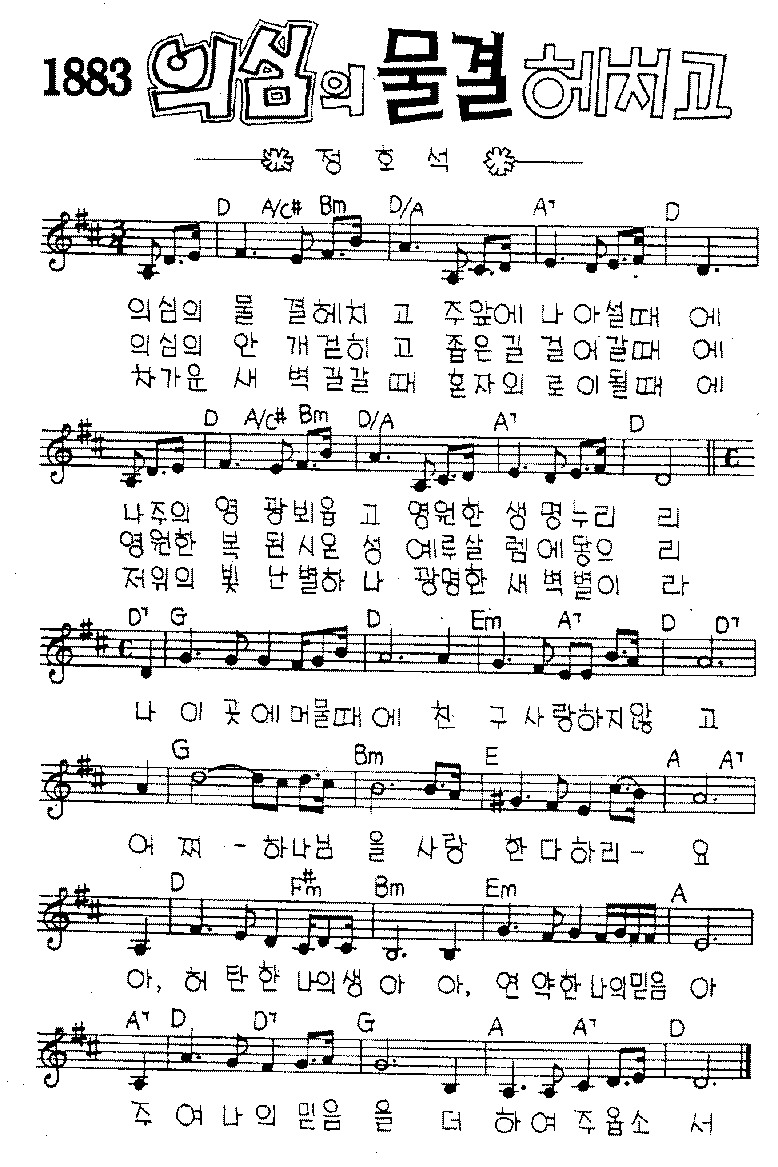 1883 의심의 물결 헤치고
정 호 석
D A/C# Bm D/A A7 D
의심의 물 결헤치 고 주앞에 나 아설때 에
의심의 안 개걷히 고 좁은길 걸 어갈때 에
차가운 새 벽길갈 때 혼자외 로 이될때 에
D A/C# Bm D/A A7 D
나주의 영 광뵈옵 고 영원한 생 명누리 리
영원한 복 된시온 성 예루살 렘에닿으 리
저위의 빛 난별하 나 광명한 새 벽별이 라
D7 G D Em A7 D D7
나 이 곳에머물때 에 친 구 사랑하지않 고
G Bm E A A7
어 찌 - 하나님 을 사랑 한 다하리- 요
D F#m Bm Em A
아, 허 탄 한 나의생 아 아, 연 약한 나의믿음 아
A7 D D7 G A A7 D
주 여 나 의 믿음 을 더 하여 주옵소 서